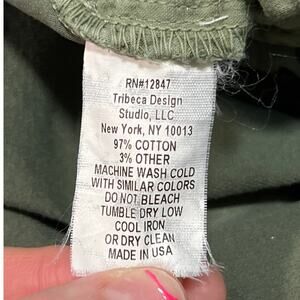 RN#12847
Tribeca Design
Studio, LLC
New York, NY 10013
97% COTTON
3% OTHER
MACHINE WASH COLD
WITH SIMILAR COLORS
DO NOT BLEACH
TUMBLE DRY LOW
COOL IRON
OR DRY CLEAN
MADE IN USA